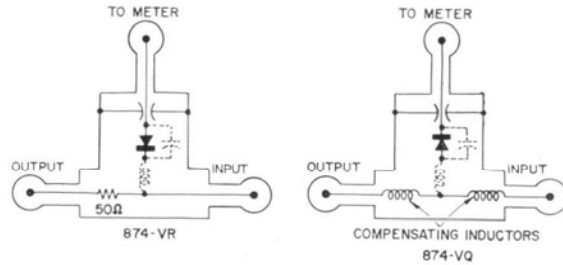 TO METER
OUTPUT
INPUT
50Ω
874-VR
TO METER
OUTPUT
INPUT
COMPENSATING INDUCTORS
874-VQ